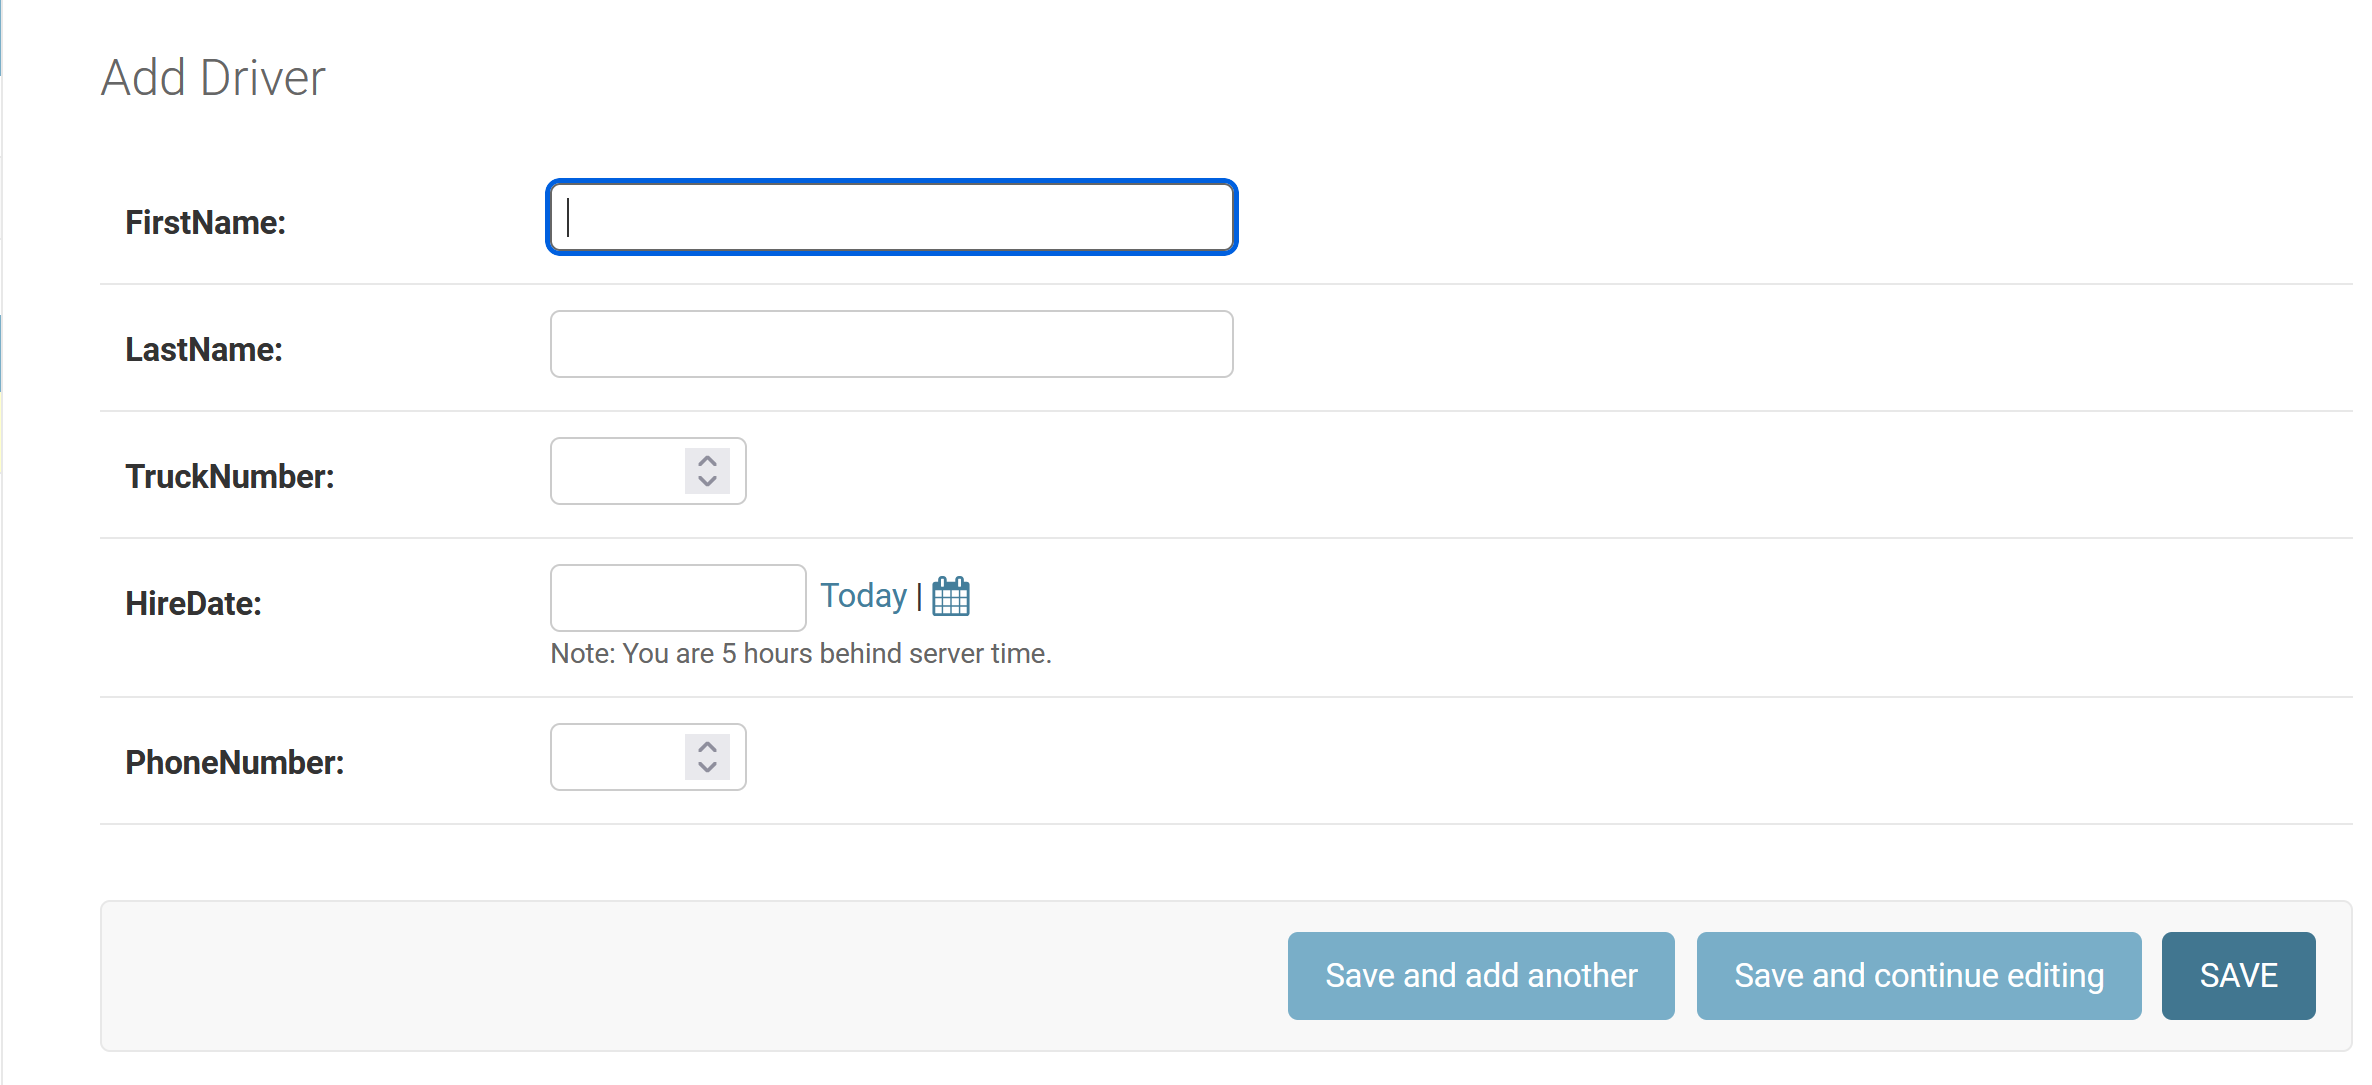 Add Driver
FirstName:
LastName:
TruckNumber:
HireDate:
Today |
Note: You are 5 hours behind server time.
PhoneNumber:
Save and add another
Save and continue editing
SAVE